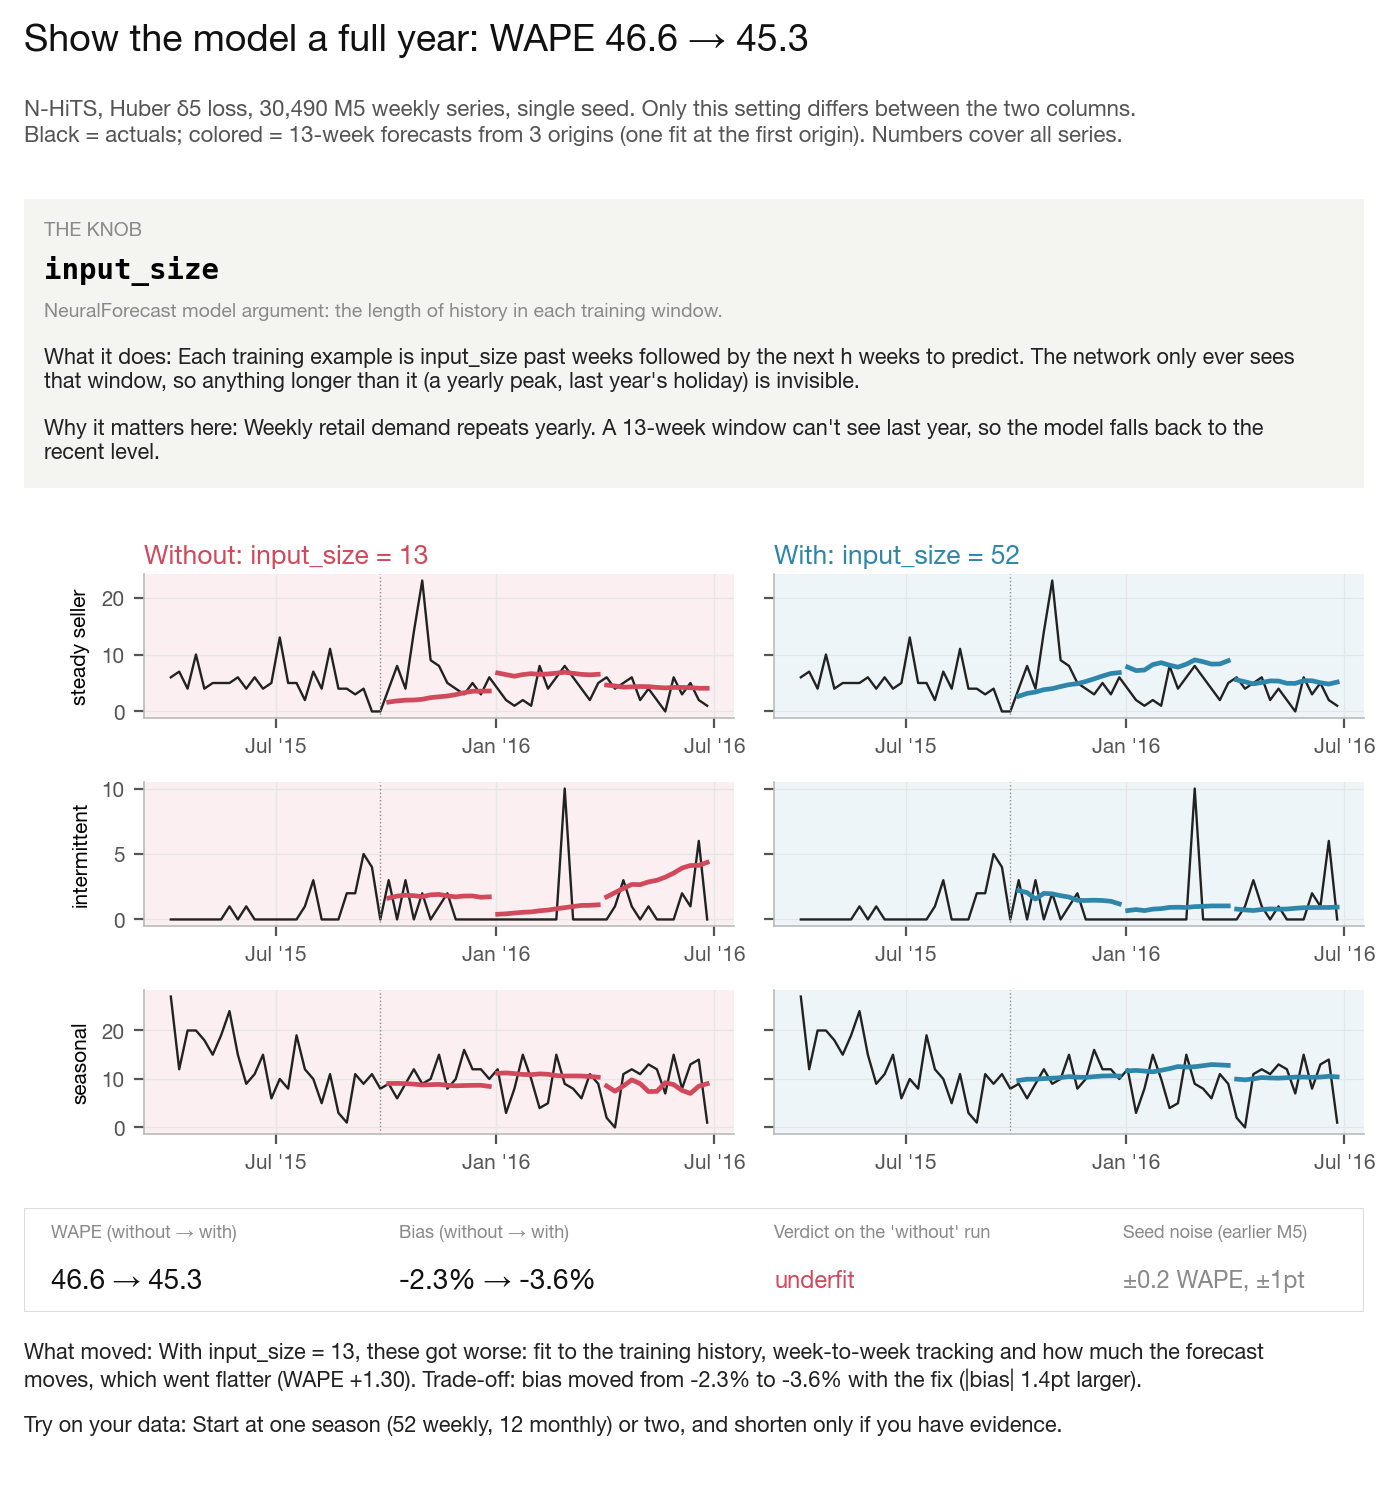 Show the model a full year: WAPE 46.6 → 45.3
N-HiTS, Huber δ5 loss, 30,490 M5 weekly series, single seed. Only this setting differs between the two columns.
Black = actuals; colored = 13-week forecasts from 3 origins (one fit at the first origin). Numbers cover all series.
THE KNOB
input_size
NeuralForecast model argument: the length of history in each training window.
What it does: Each training example is input_size past weeks followed by the next h weeks to predict. The network only ever sees
that window, so anything longer than it (a yearly peak, last year's holiday) is invisible.
Why it matters here: Weekly retail demand repeats yearly. A 13-week window can't see last year, so the model falls back to the
recent level.
Without: input_size = 13
With: input_size = 52
steady seller
20
10
0
Jul '15 Jan '16 Jul '16
Jul '15 Jan '16 Jul '16
intermittent
10
5
0
Jul '15 Jan '16 Jul '16
Jul '15 Jan '16 Jul '16
seasonal
20
10
0
Jul '15 Jan '16 Jul '16
Jul '15 Jan '16 Jul '16
WAPE (without → with)
46.6 → 45.3
Bias (without → with)
-2.3% → -3.6%
Verdict on the 'without' run
underfit
Seed noise (earlier M5)
±0.2 WAPE, ±1pt
What moved: With input_size = 13, these got worse: fit to the training history, week-to-week tracking and how much the forecast
moves, which went flatter (WAPE +1.30). Trade-off: bias moved from -2.3% to -3.6% with the fix (|bias| 1.4pt larger).
Try on your data: Start at one season (52 weekly, 12 monthly) or two, and shorten only if you have evidence.